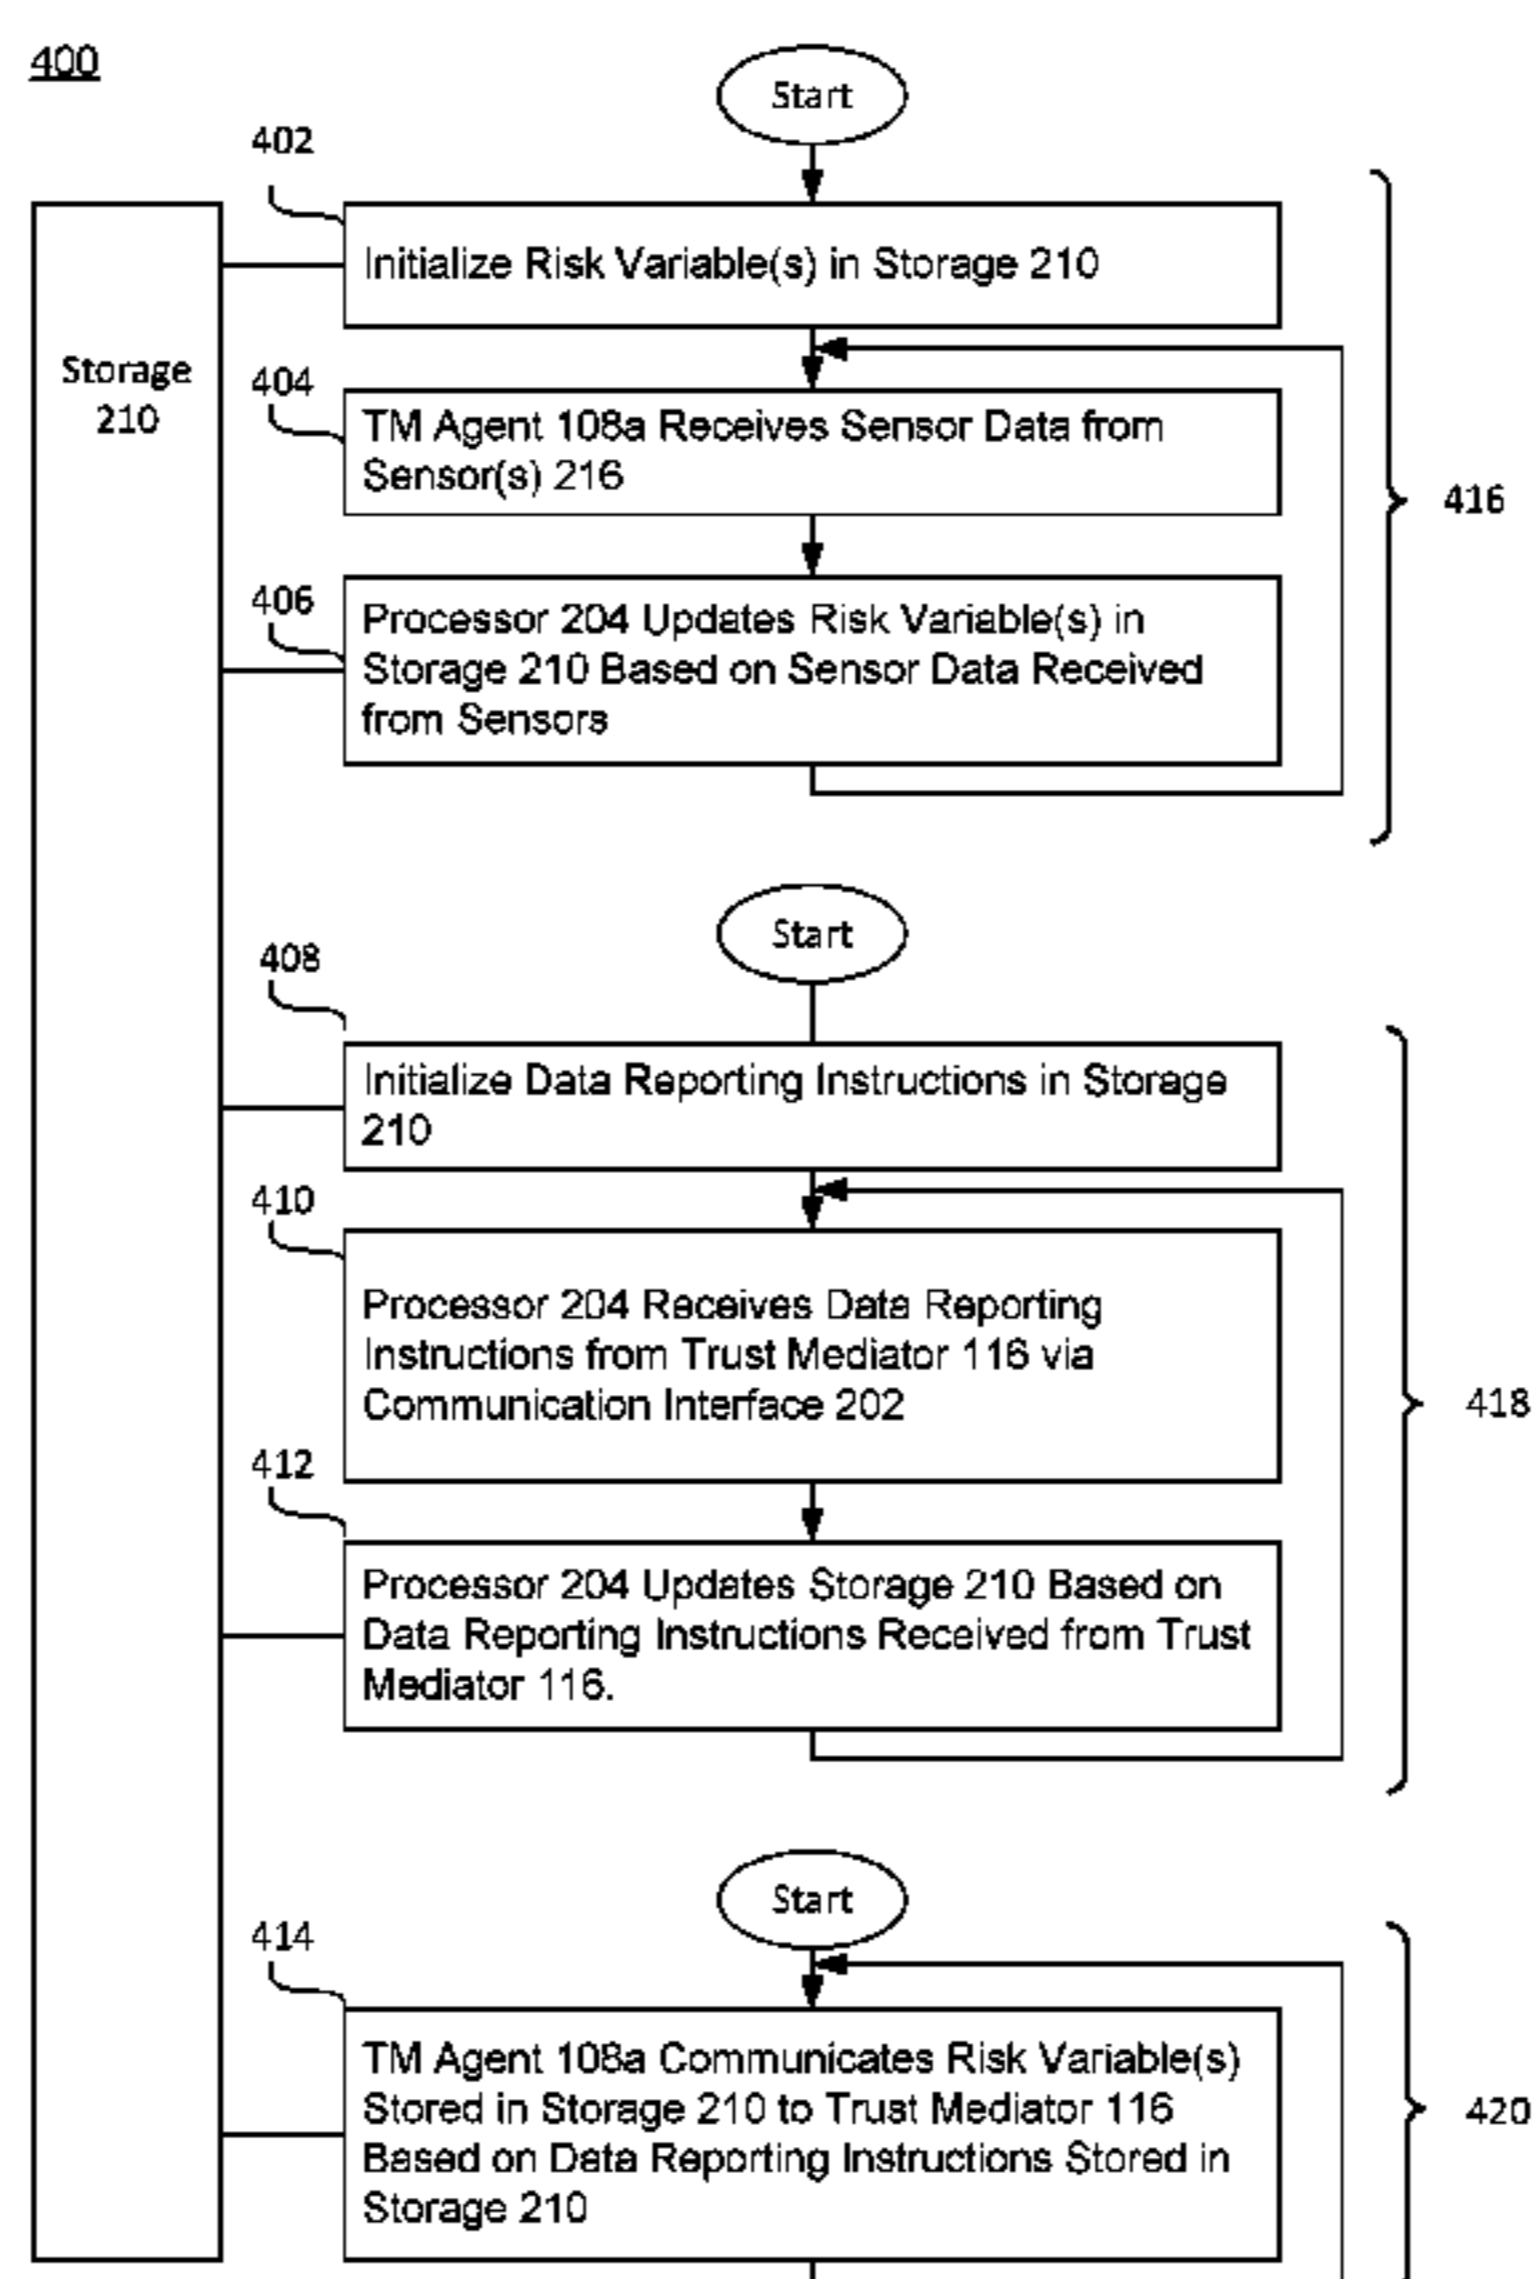 400
Start
402
Initialize Risk Variable(s) in Storage 210
Storage
210
404
TM Agent 108a Receives Sensor Data from
Sensor(s) 216
416
406
Processor 204 Updates Risk Variable(s) in
Storage 210 Based on Sensor Data Received
from Sensors
Start
408
Initialize Data Reporting Instructions in Storage
210
410
Processor 204 Receives Data Reporting
Instructions from Trust Mediator 116 via
Communication Interface 202
418
412
Processor 204 Updates Storage 210 Based on
Data Reporting Instructions Received from Trust
Mediator 116.
Start
414
TM Agent 108a Communicates Risk Variable(s)
Stored in Storage 210 to Trust Mediator 116
Based on Data Reporting Instructions Stored in
Storage 210
420